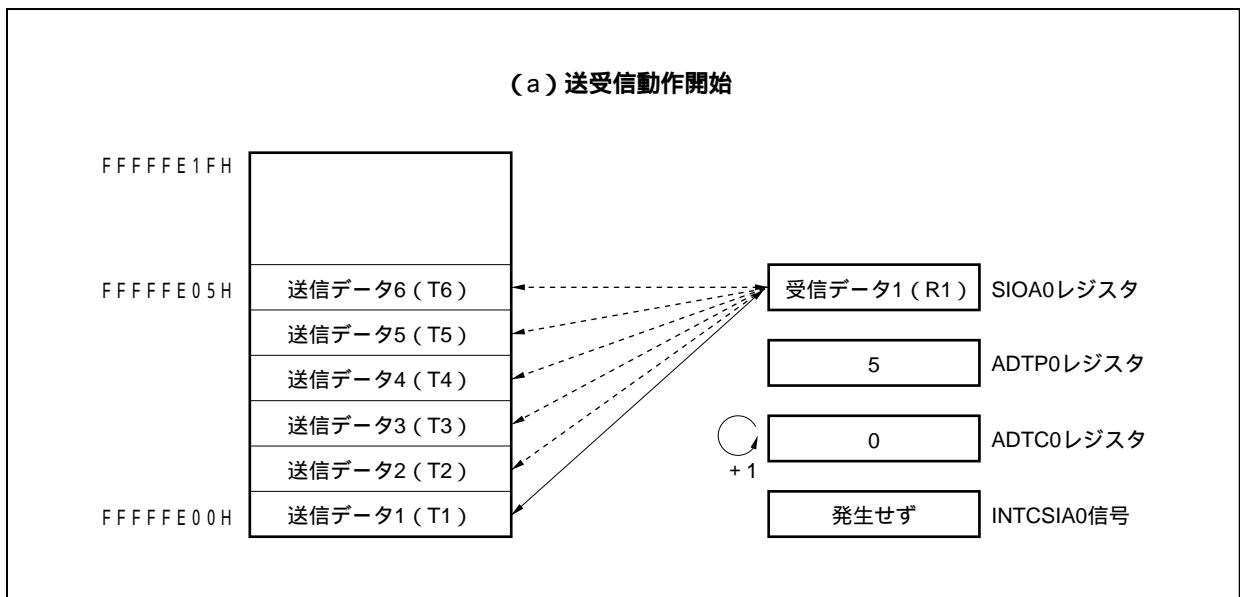 （a）送受信動作開始
FFFFFE1FH
FFFFFE05H 送信データ6（T6） 受信データ1（R1） SIOA0レジスタ
送信データ5（T5）
送信データ4（T4） 5 ADTP0レジスタ
送信データ3（T3） 0 ADTC0レジスタ
送信データ2（T2） +1
FFFFFE00H 送信データ1（T1） 発生せず INTCSIA0信号